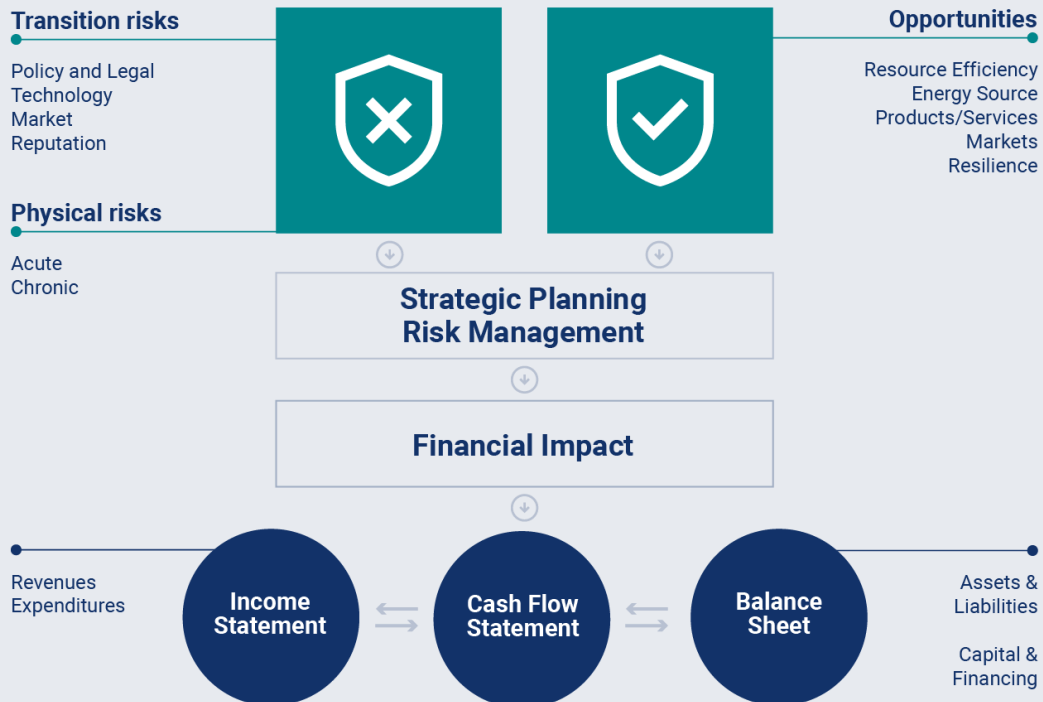 Transition risks
Policy and Legal
Technology
Market
Reputation
Physical risks
Acute
Chronic
Opportunities
Resource Efficiency
Energy Source
Products/Services
Markets
Resilience
Strategic Planning
Risk Management
Financial Impact
Revenues
Expenditures
Income
Statement
Cash Flow
Statement
Balance
Sheet
Assets &
Liabilities
Capital &
Financing